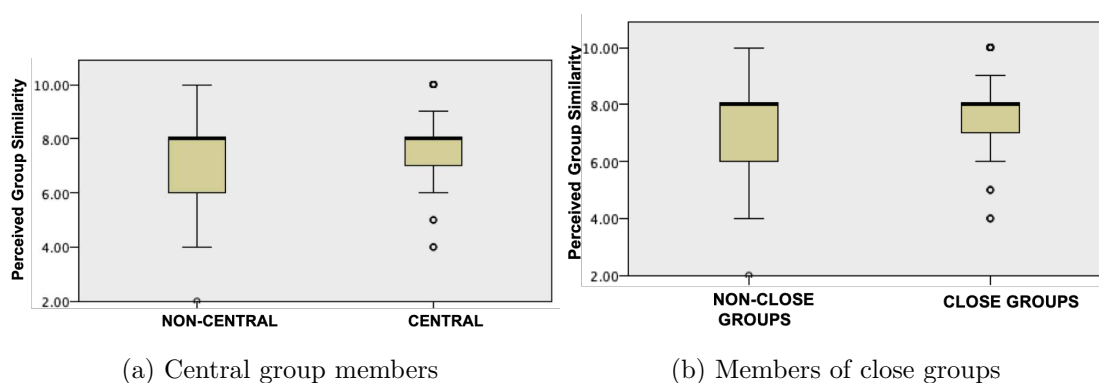 Perceived Group Similarity
10.00
8.00
6.00
4.00
2.00
NON-CENTRAL
CENTRAL
(a) Central group members
Perceived Group Similarity
10.00
8.00
6.00
4.00
2.00
NON-CLOSE
GROUPS
CLOSE GROUPS
(b) Members of close groups